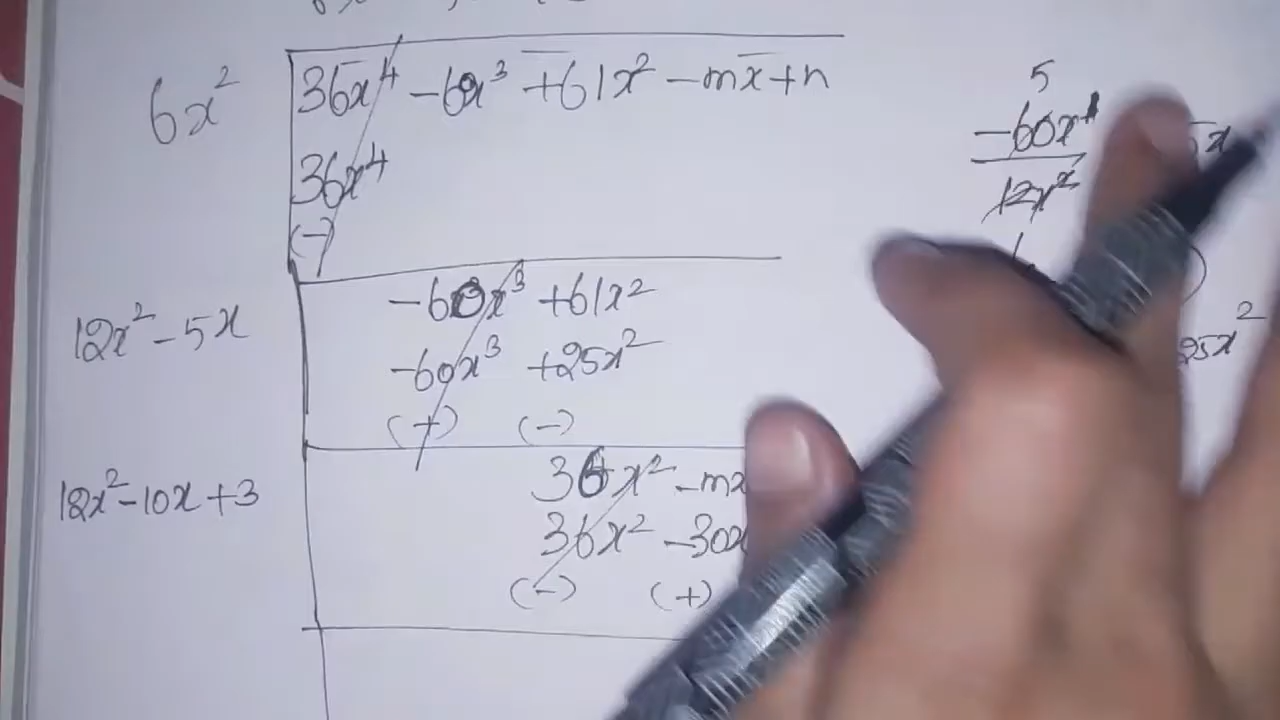 6x² 36x⁴ -60x³ +61x² -mx +n
36x⁴
(-)
-60x³ +61x²
12x² -5x -60x³ +25x²
(+) (-)
36x² -mx
12x² -10x +3 36x² -30x
(-) (+)
5
-60x
12x²
25x²